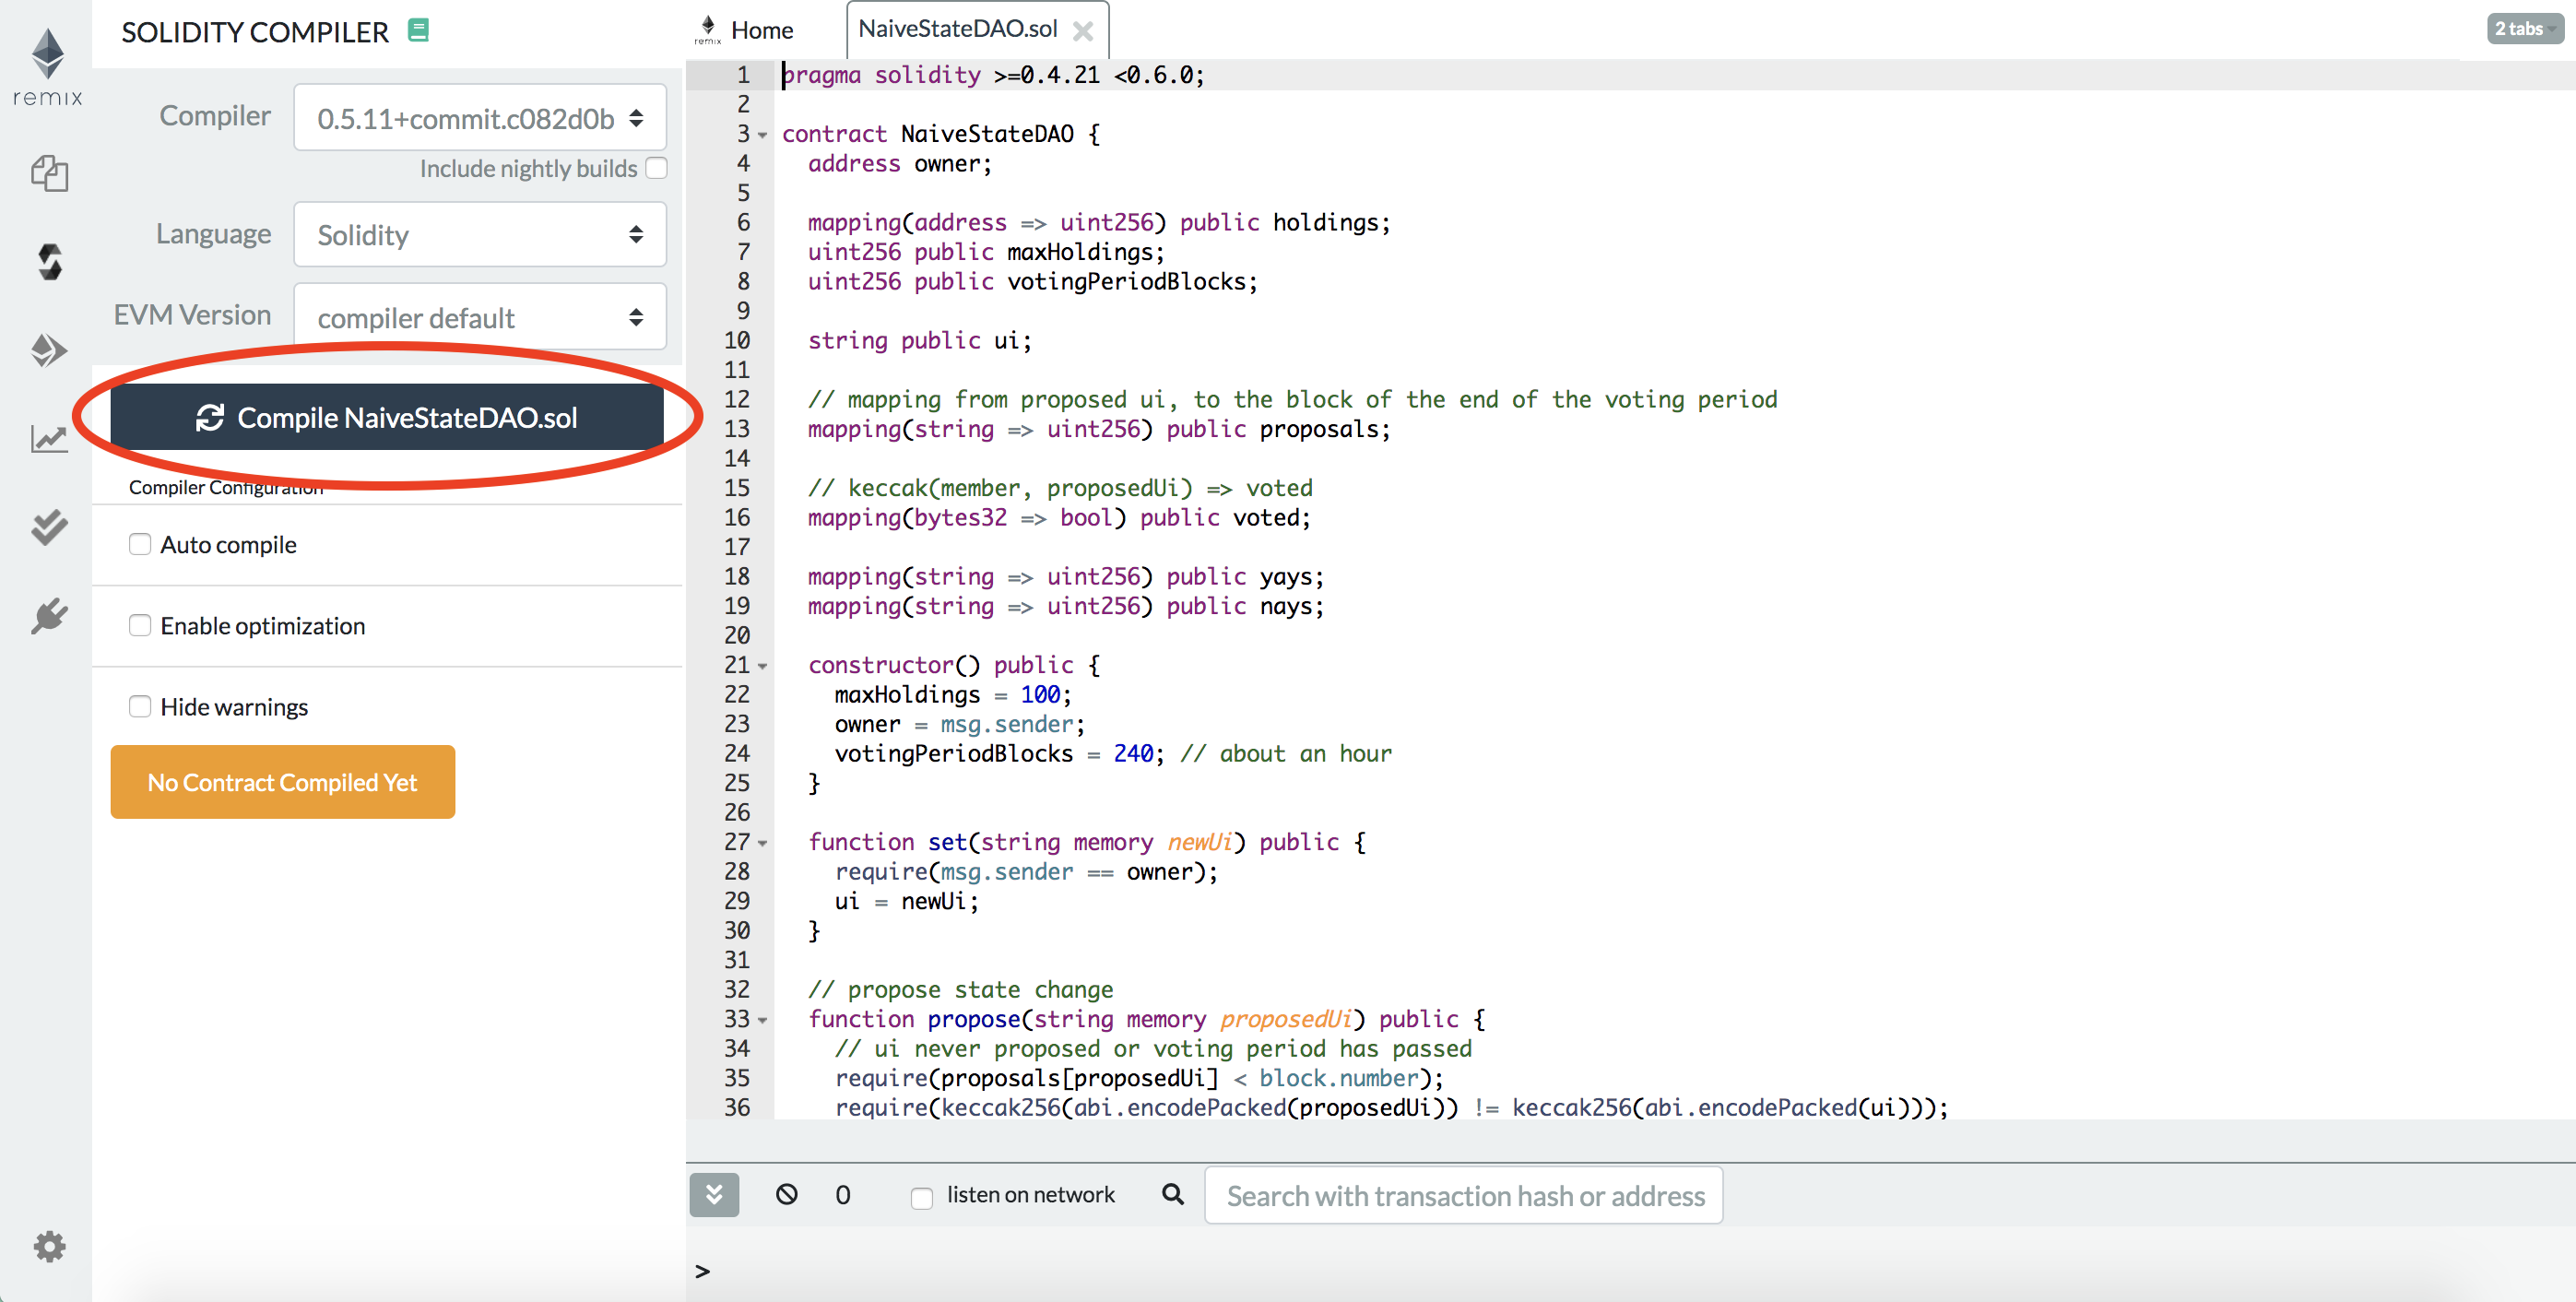 remix
SOLIDITY COMPILER
Compiler
0.5.11+commit.c082d0b
Include nightly builds
Language
Solidity
EVM Version
compiler default
Compile NaiveStateDAO.sol
Compiler Configuration
Auto compile
Enable optimization
Hide warnings
No Contract Compiled Yet
remix
Home
NaiveStateDAO.sol
2 tabs
1 pragma solidity >=0.4.21 <0.6.0;
2
3 contract NaiveStateDAO {
4 address owner;
5
6 mapping(address => uint256) public holdings;
7 uint256 public maxHoldings;
8 uint256 public votingPeriodBlocks;
9
10 string public ui;
11
12 // mapping from proposed ui, to the block of the end of the voting period
13 mapping(string => uint256) public proposals;
14
15 // keccak(member, proposedUi) => voted
16 mapping(bytes32 => bool) public voted;
17
18 mapping(string => uint256) public yays;
19 mapping(string => uint256) public nays;
20
21 constructor() public {
22 maxHoldings = 100;
23 owner = msg.sender;
24 votingPeriodBlocks = 240; // about an hour
25 }
26
27 function set(string memory newUi) public {
28 require(msg.sender == owner);
29 ui = newUi;
30 }
31
32 // propose state change
33 function propose(string memory proposedUi) public {
34 // ui never proposed or voting period has passed
35 require(proposals[proposedUi] < block.number);
36 require(keccak256(abi.encodePacked(proposedUi)) != keccak256(abi.encodePacked(ui)));
0
listen on network
Search with transaction hash or address
>